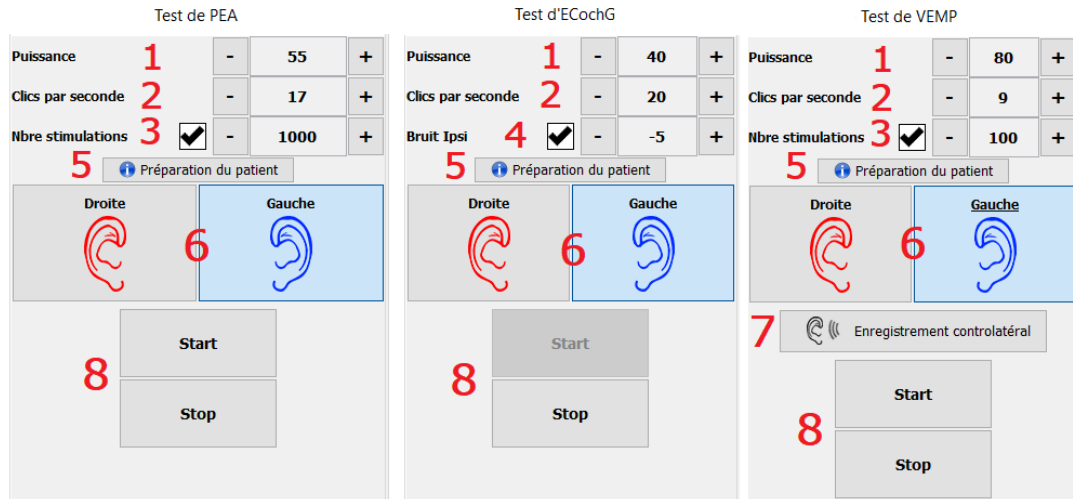 Test de PEA
Puissance 1 - 55 +
Clics par seconde 2 - 17 +
Nbre stimulations 3 - 1000 +
5 Préparation du patient
Droite 6 Gauche
8 Start
Stop
Test d'ECochG
Puissance 1 - 40 +
Clics par seconde 2 - 20 +
Bruit Ipsi 4 - -5 +
5 Préparation du patient
Droite 6 Gauche
8 Start
Stop
Test de VEMP
Puissance 1 - 80 +
Clics par seconde 2 - 9 +
Nbre stimulations 3 - 100 +
5 Préparation du patient
Droite 6 Gauche
7 Enregistrement controlatéral
8 Start
Stop